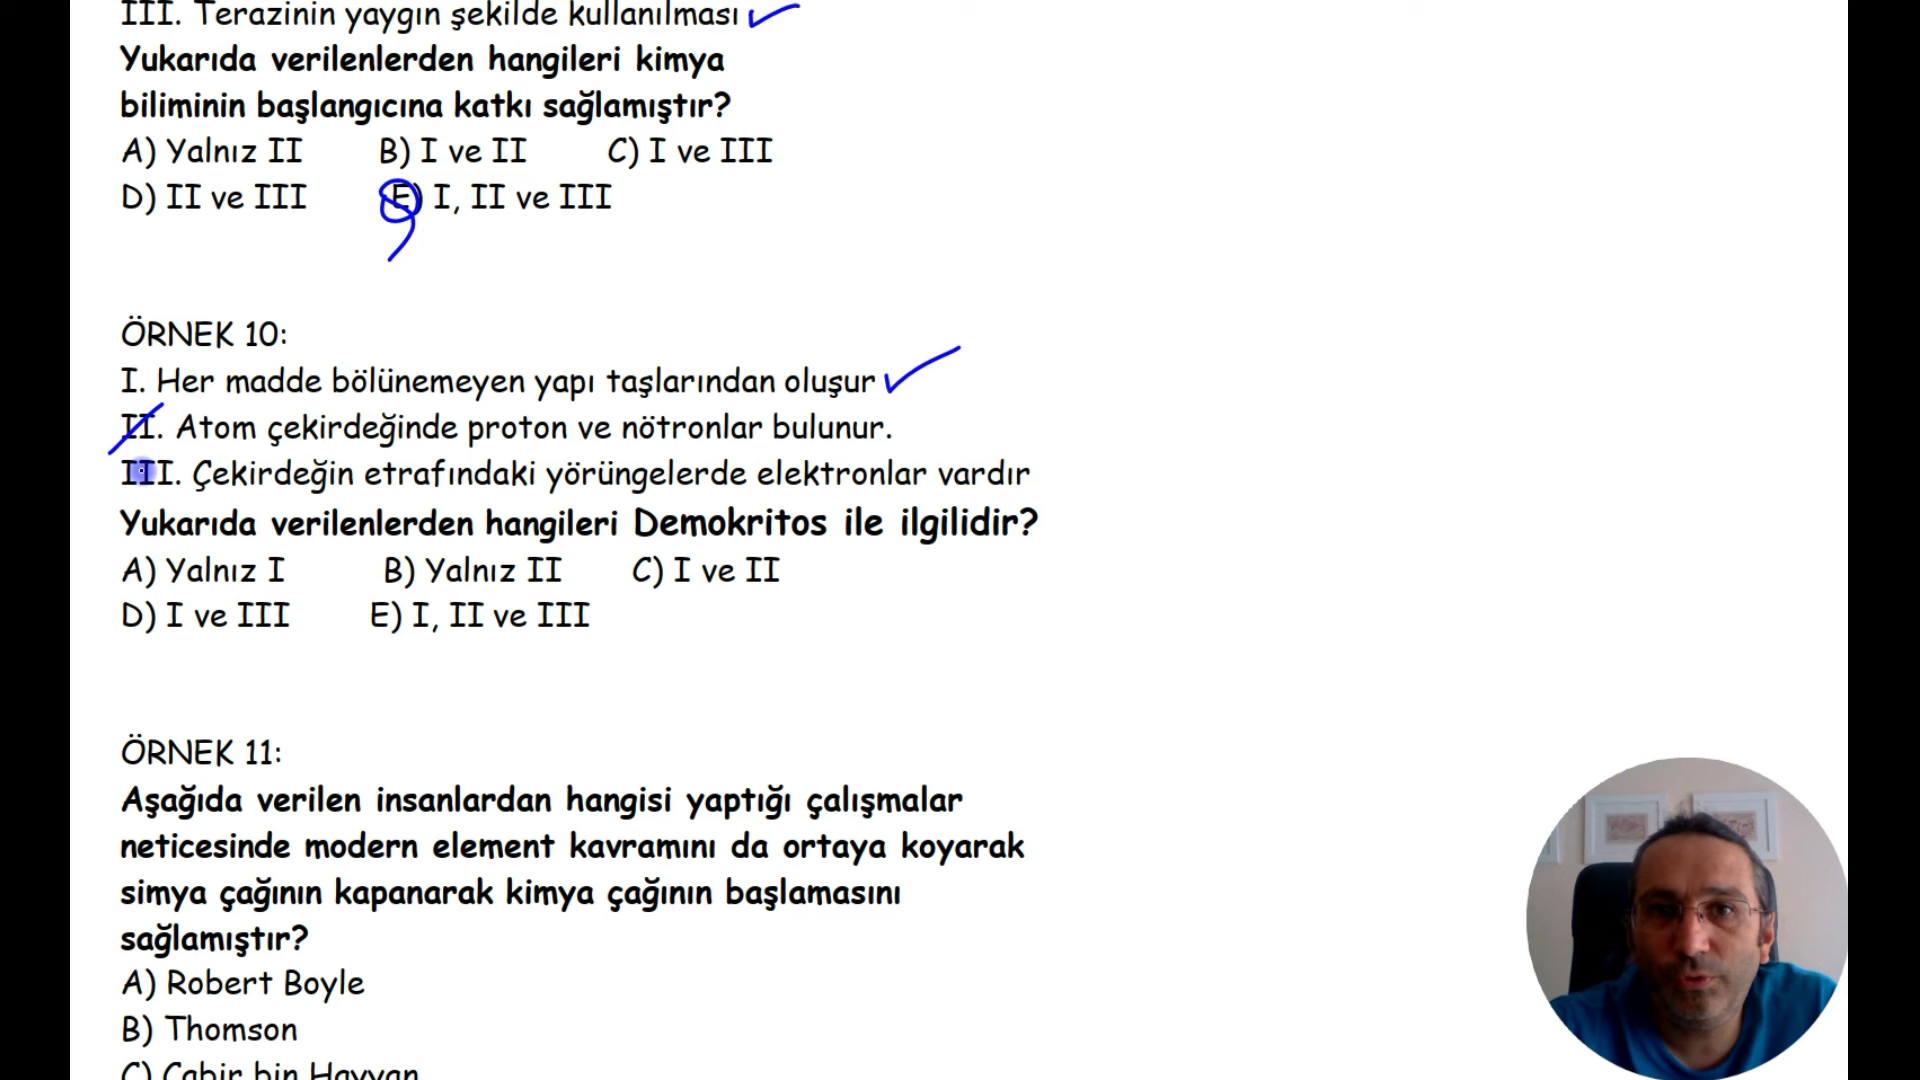 III. Terazinin yaygın şekilde kullanılması
Yukarıda verilenlerden hangileri kimya
biliminin başlangıcına katkı sağlamıştır?
A) Yalnız II B) I ve II C) I ve III
D) II ve III E) I, II ve III
ÖRNEK 10:
I. Her madde bölünemeyen yapı taşlarından oluşur
II. Atom çekirdeğinde proton ve nötronlar bulunur.
III. Çekirdeğin etrafındaki yörüngelerde elektronlar vardır
Yukarıda verilenlerden hangileri Demokritos ile ilgilidir?
A) Yalnız I B) Yalnız II C) I ve II
D) I ve III E) I, II ve III
ÖRNEK 11:
Aşağıda verilen insanlardan hangisi yaptığı çalışmalar
neticesinde modern element kavramını da ortaya koyarak
simya çağının kapanarak kimya çağının başlamasını
sağlamıştır?
A) Robert Boyle
B) Thomson
C) Cabir bin Hayyan